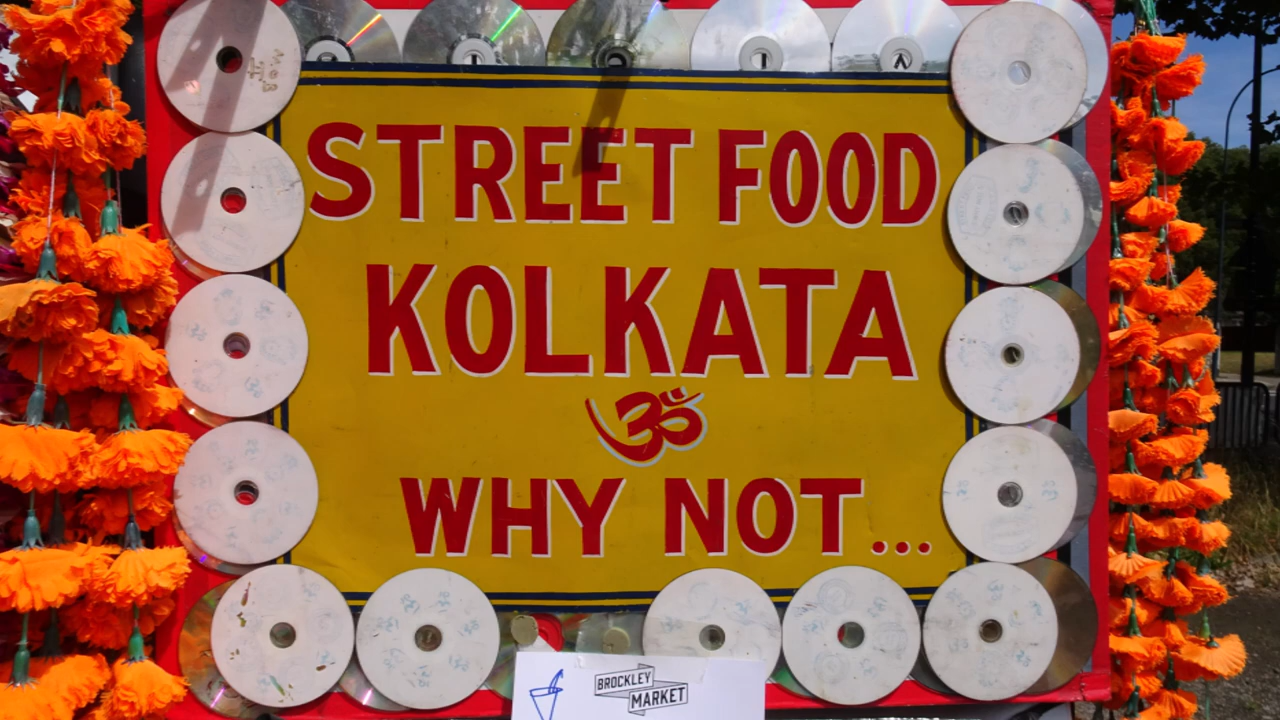 STREET FOOD
KOLKATA
ॐ
WHY NOT...
BROCKLEY
MARKET